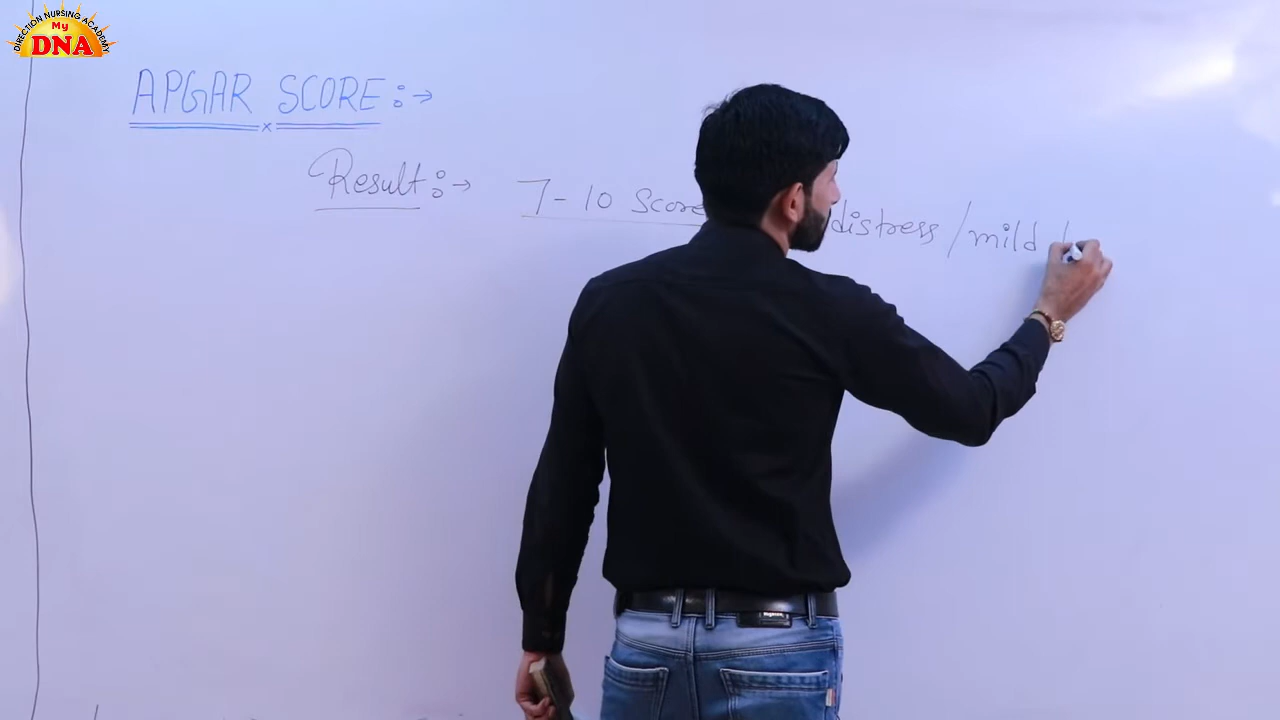 DIRECTION NURSING ACADEMY
My
DNA
APGAR SCORE:→
Result:→ 7-10 Score distress / mild